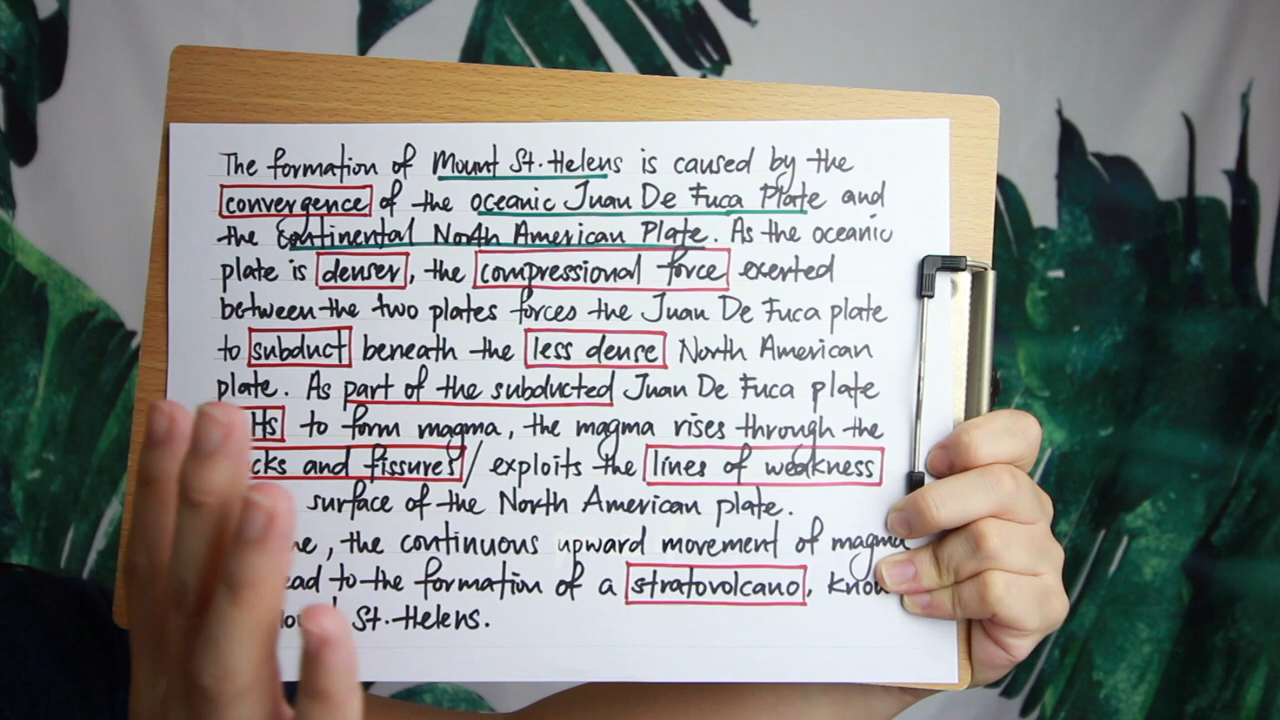 The formation of Mount St. Helens is caused by the
convergence of the oceanic Juan De Fuca Plate and
the continental North American Plate. As the oceanic
plate is denser, the compressional force exerted
between the two plates forces the Juan De Fuca plate
to subduct beneath the less dense North American
plate. As part of the subducted Juan De Fuca plate
to form magma, the magma rises through the
and fissures / exploits the lines of weakness
surface of the North American plate.
, the continuous upward movement of magma
to the formation of a stratovolcano,
St. Helens.